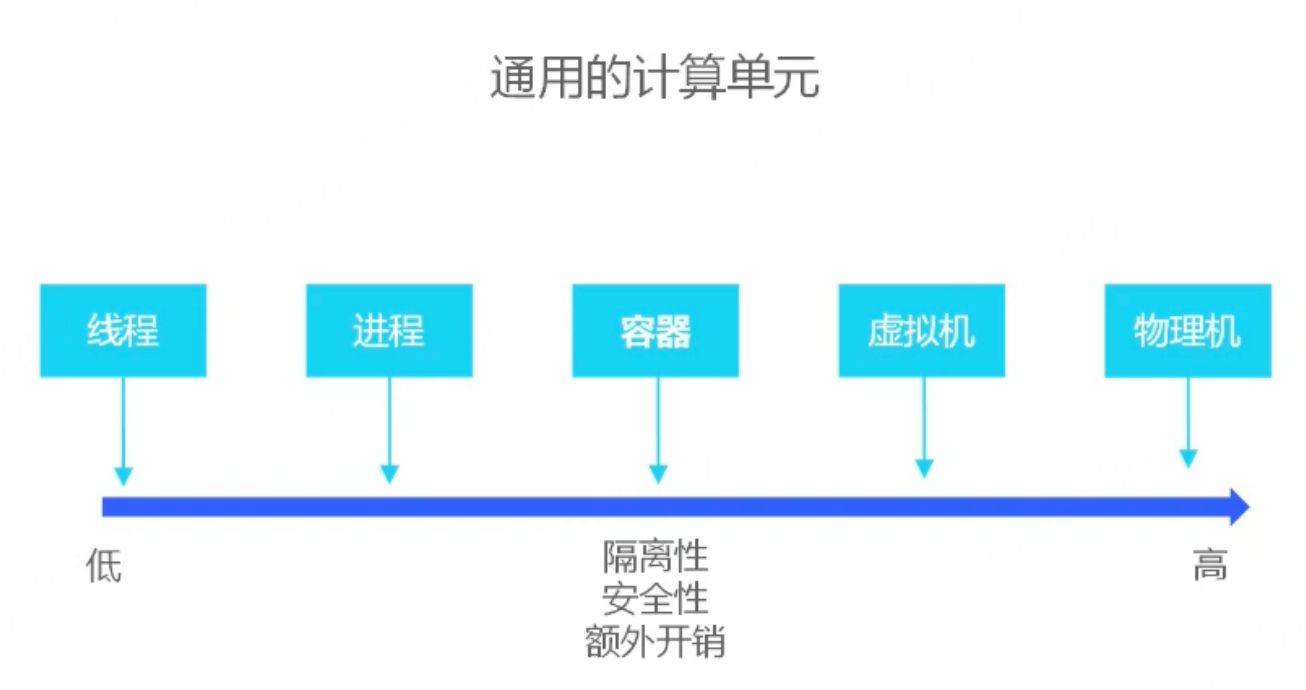 通用的计算单元
线程
进程
容器
虚拟机
物理机
低
隔离性
高
安全性
额外开销